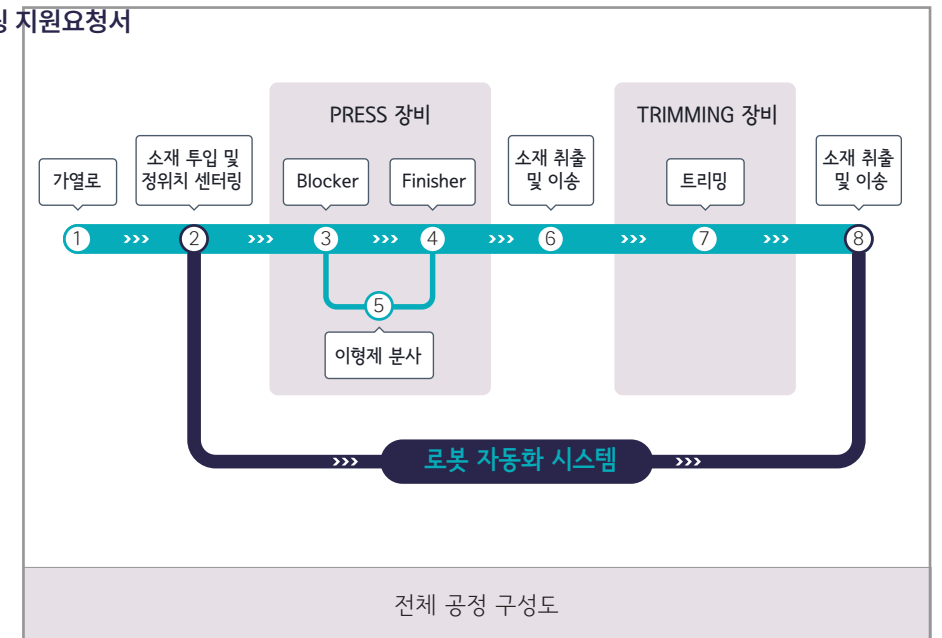 지원요청서
PRESS 장비
TRIMMING 장비
가열로
소재 투입 및
정위치 센터링
Blocker
Finisher
소재 취출
및 이송
트리밍
소재 취출
및 이송
1 >>> 2 >>> 3 >>> 4 >>> 6 >>> 7 >>> 8
5
이형제 분사
>>> 로봇 자동화 시스템 >>>
전체 공정 구성도